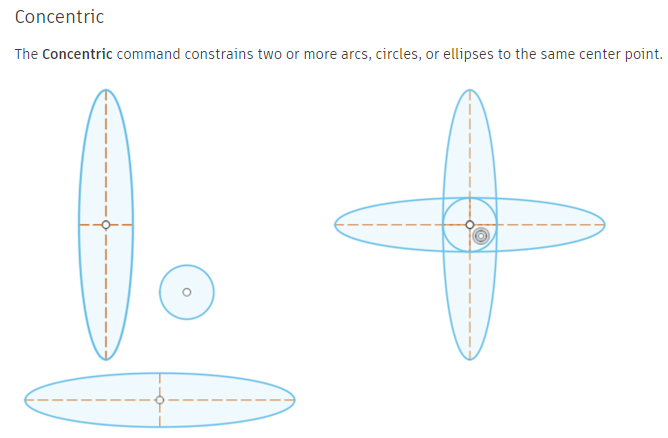 Concentric
The Concentric command constrains two or more arcs, circles, or ellipses to the same center point.